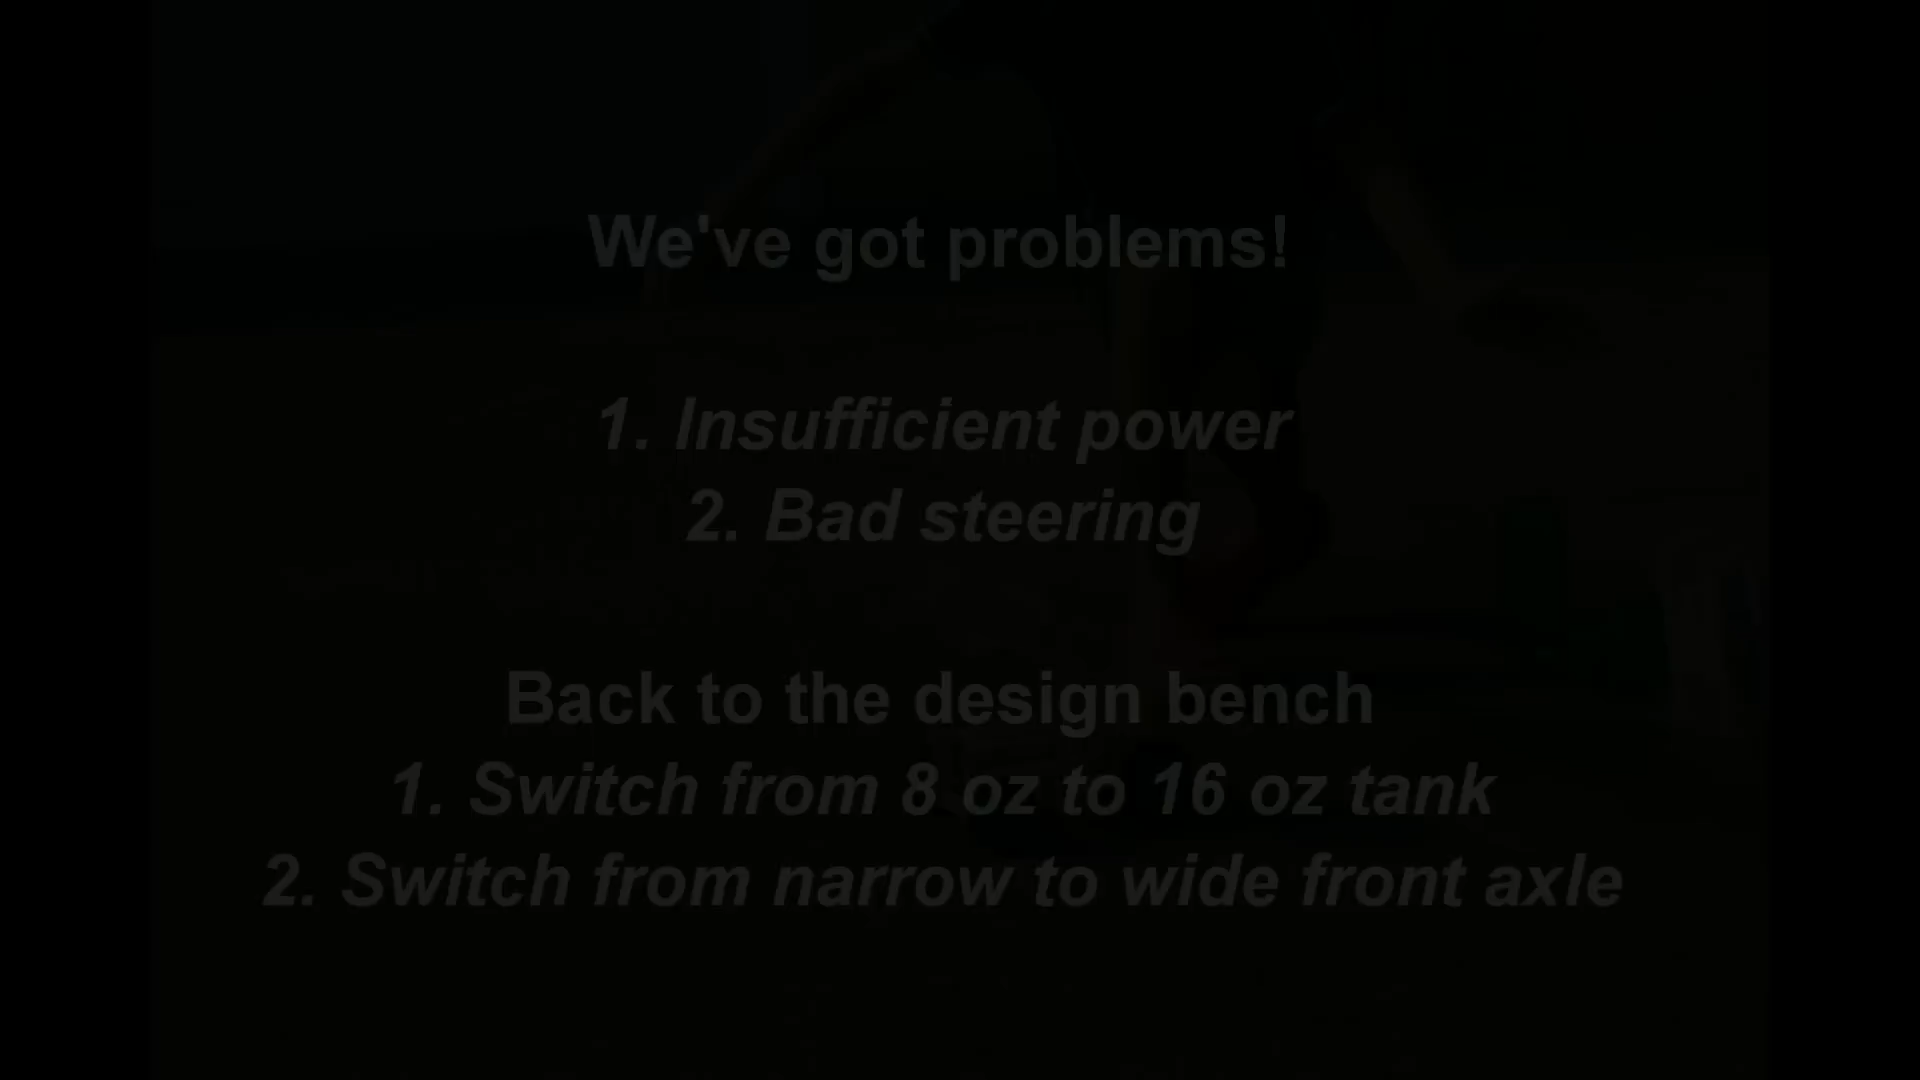 We've got problems!
1. Insufficient power
2. Bad steering
Back to the design bench
1. Switch from 8 oz to 16 oz tank
2. Switch from narrow to wide front axle